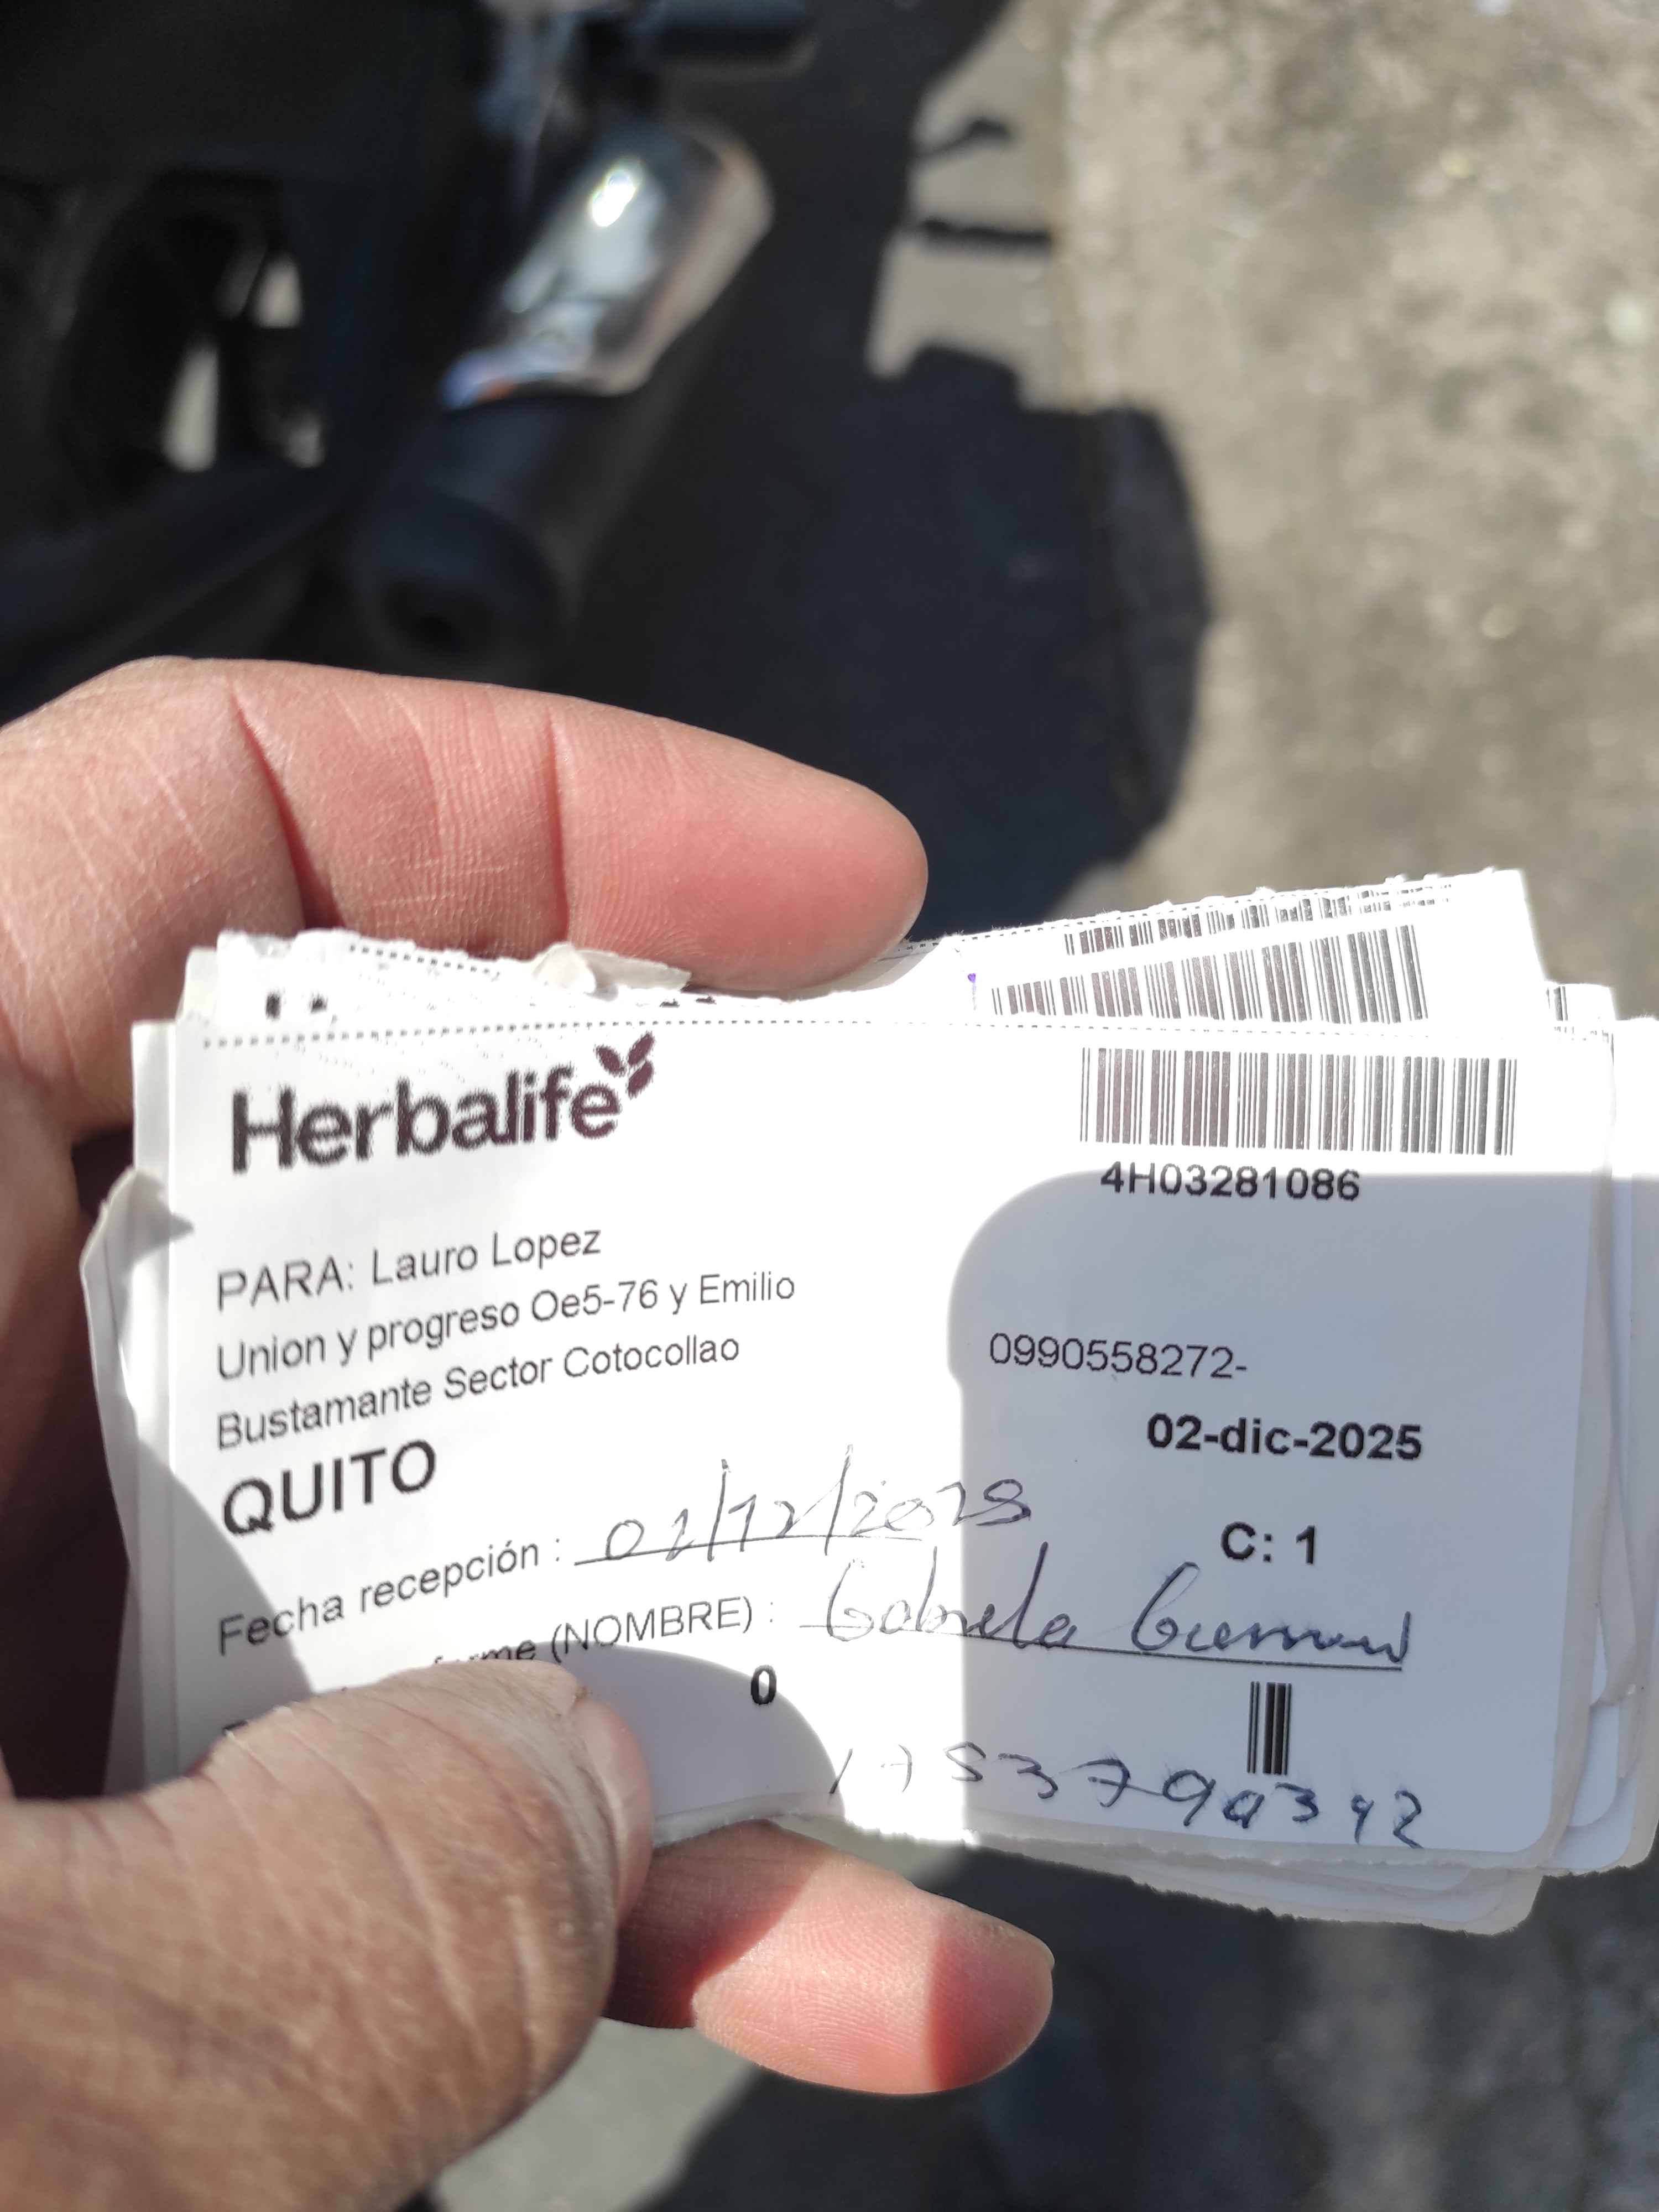 Herbalife
4H03281086
PARA: Lauro Lopez
Union y progreso Oe5-76 y Emilio
Bustamante Sector Cotocollao
QUITO
0990558272-
02-dic-2025
C: 1
Fecha recepción : 02/12/2025
(NOMBRE) : Gabriela
0